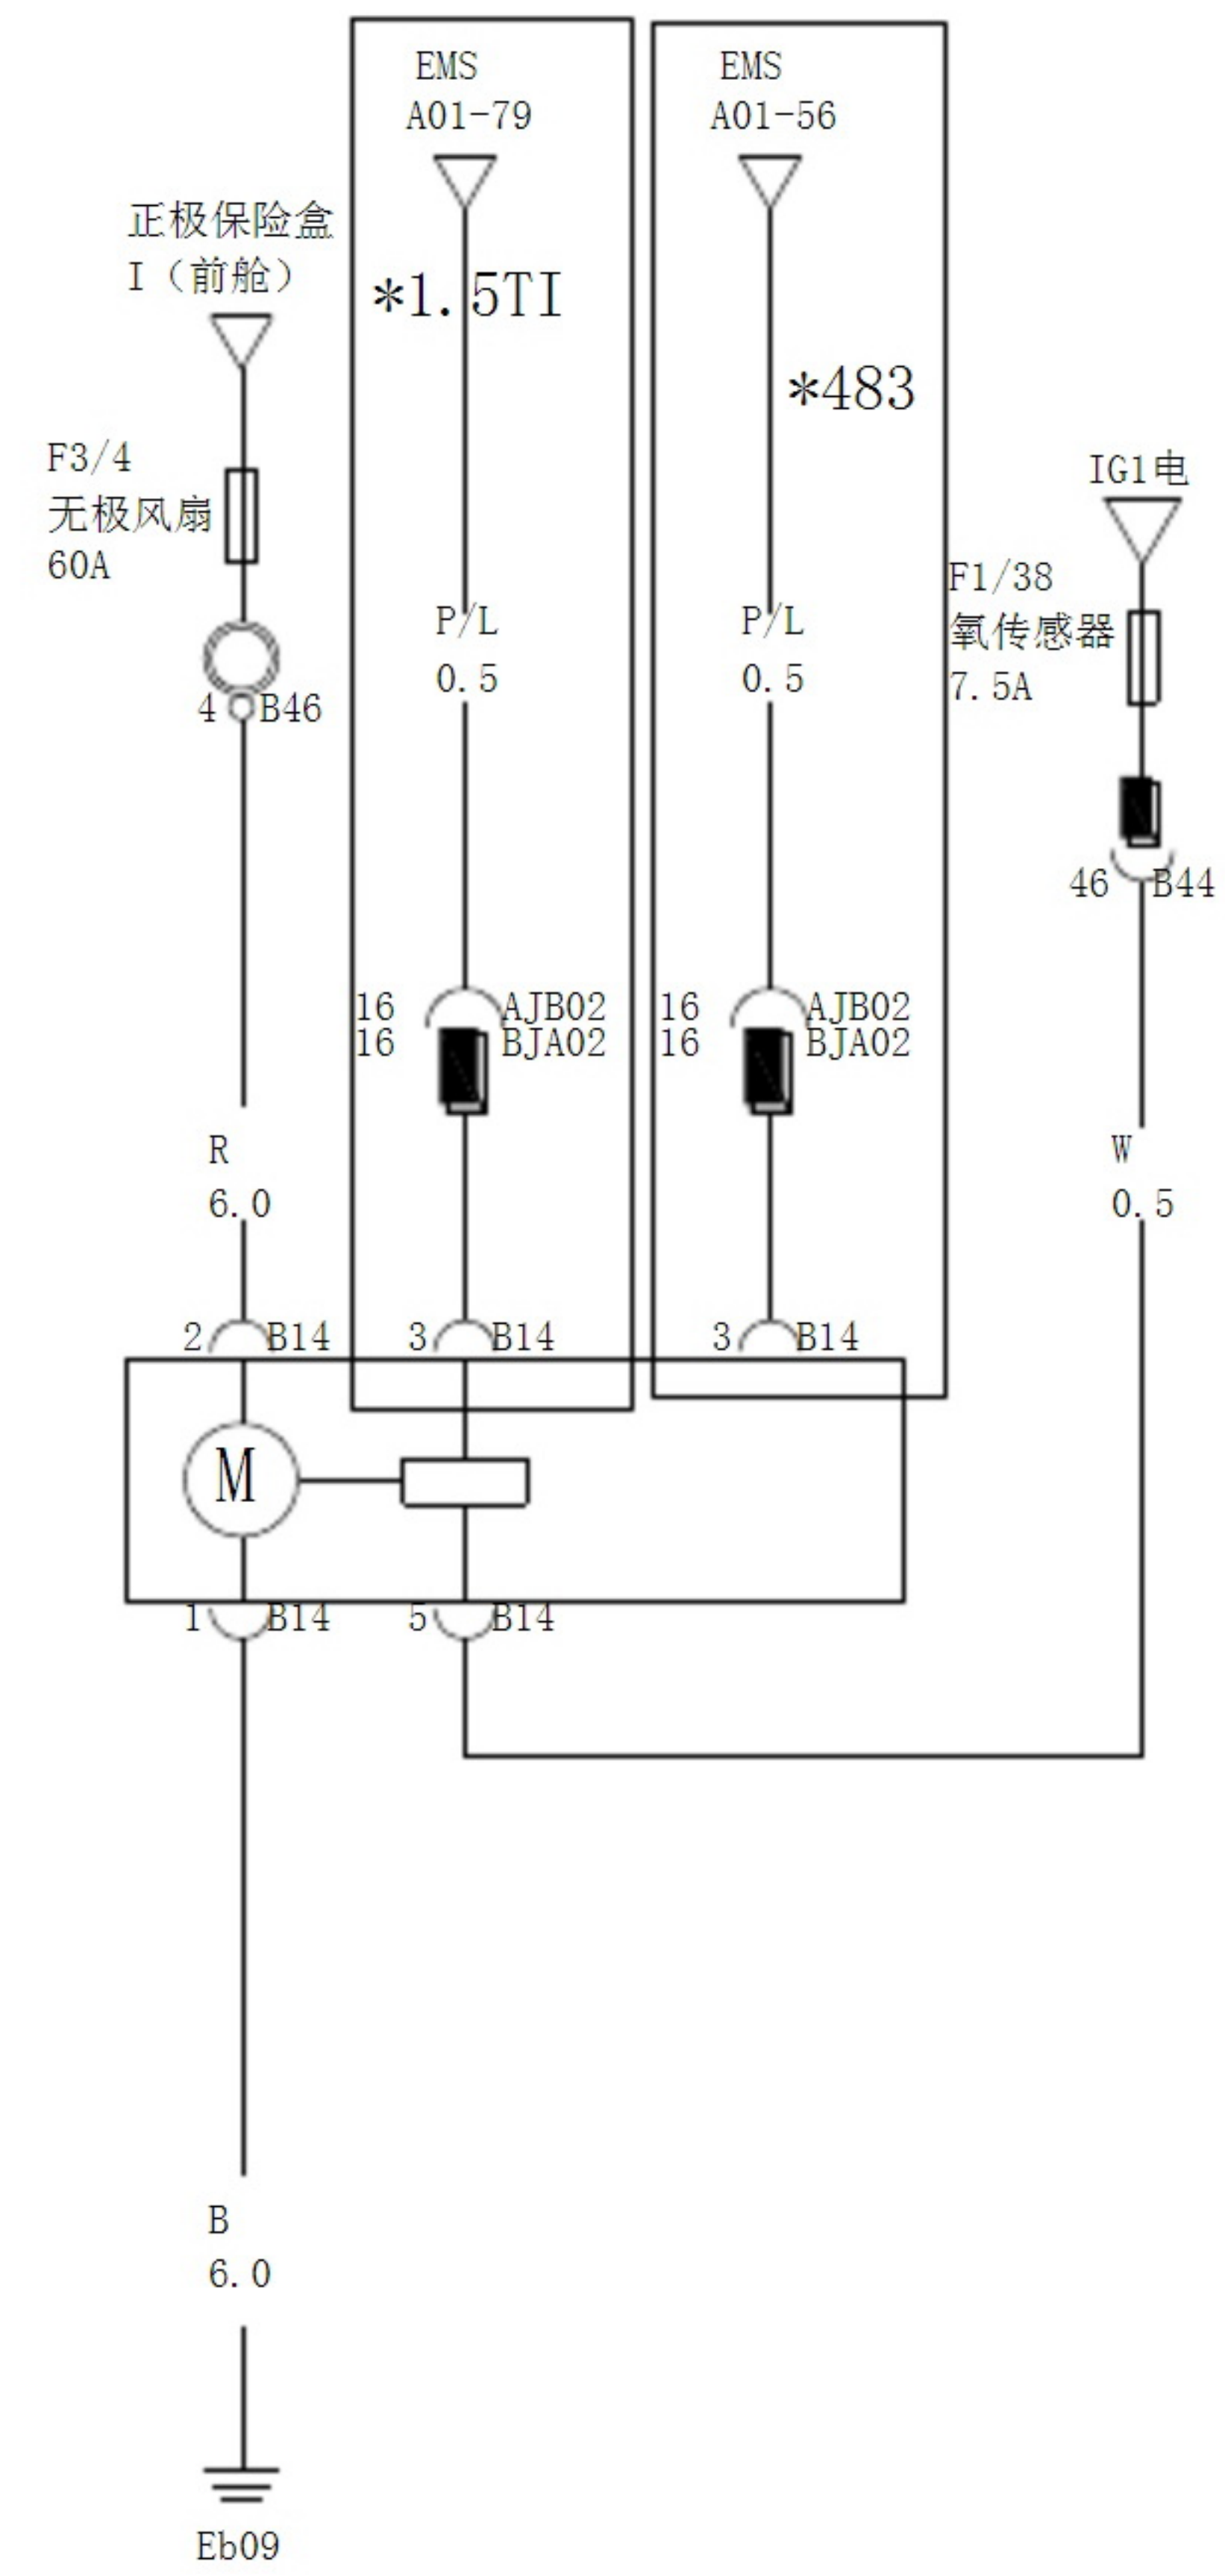 EMS
A01-79
EMS
A01-56
正极保险盒
I（前舱）
*1.5TI
*483
F3/4
无极风扇
60A
IG1电
F1/38
氧传感器
7.5A
P/L
0.5
P/L
0.5
4 B46
46 B44
16 AJB02
16 BJA02
16 AJB02
16 BJA02
R
6.0
W
0.5
2 B14
3 B14
3 B14
M
1 B14
5 B14
B
6.0
Eb09